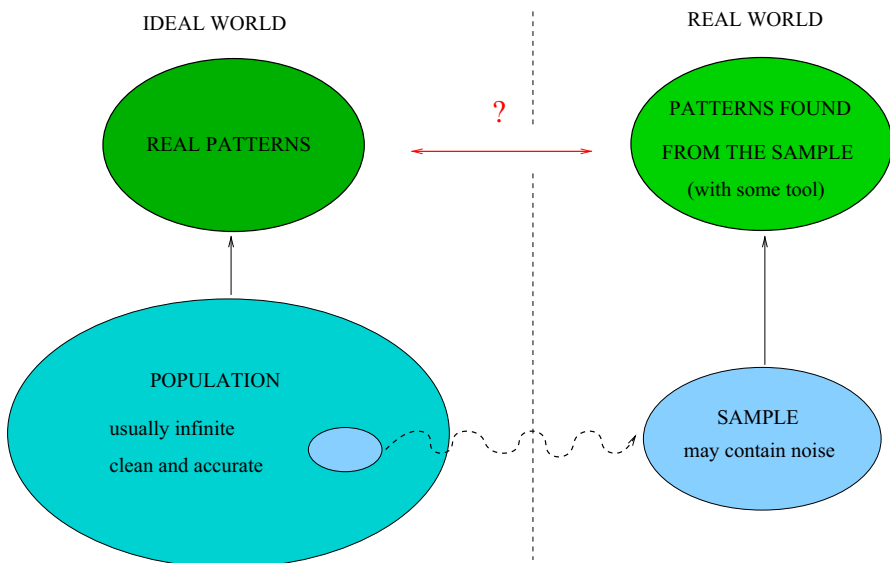 IDEAL WORLD
REAL WORLD
REAL PATTERNS
?
PATTERNS FOUND
FROM THE SAMPLE
(with some tool)
POPULATION
usually infinite
clean and accurate
SAMPLE
may contain noise